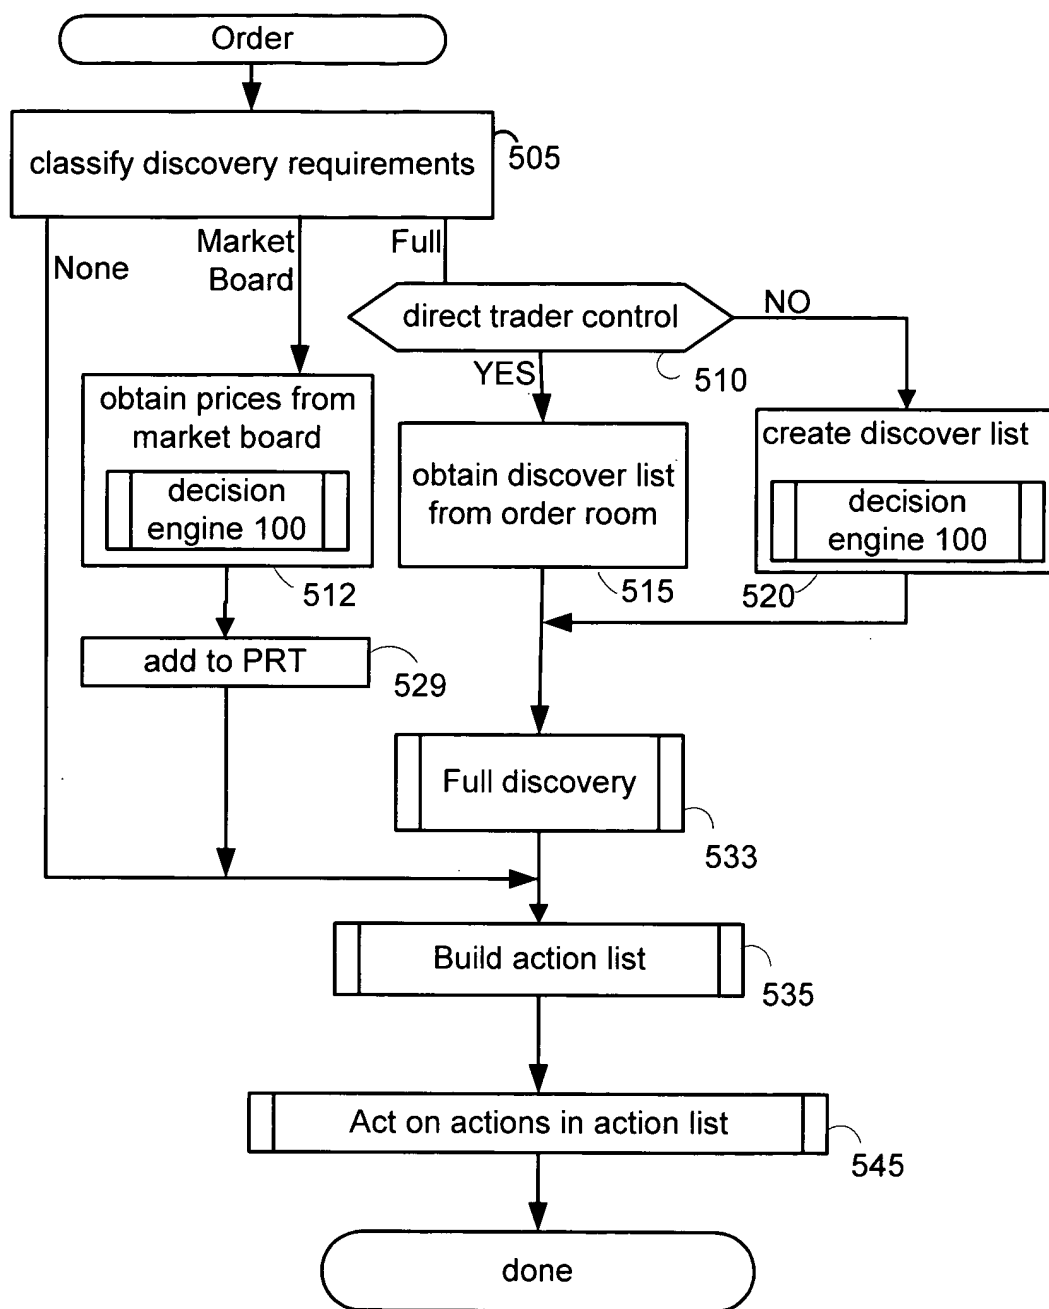 Order
classify discovery requirements
505
None
Market
Board
Full
direct trader control
NO
YES
510
obtain prices from
market board
decision
engine 100
512
obtain discover list
from order room
515
create discover list
decision
engine 100
520
add to PRT
529
Full discovery
533
Build action list
535
Act on actions in action list
545
done